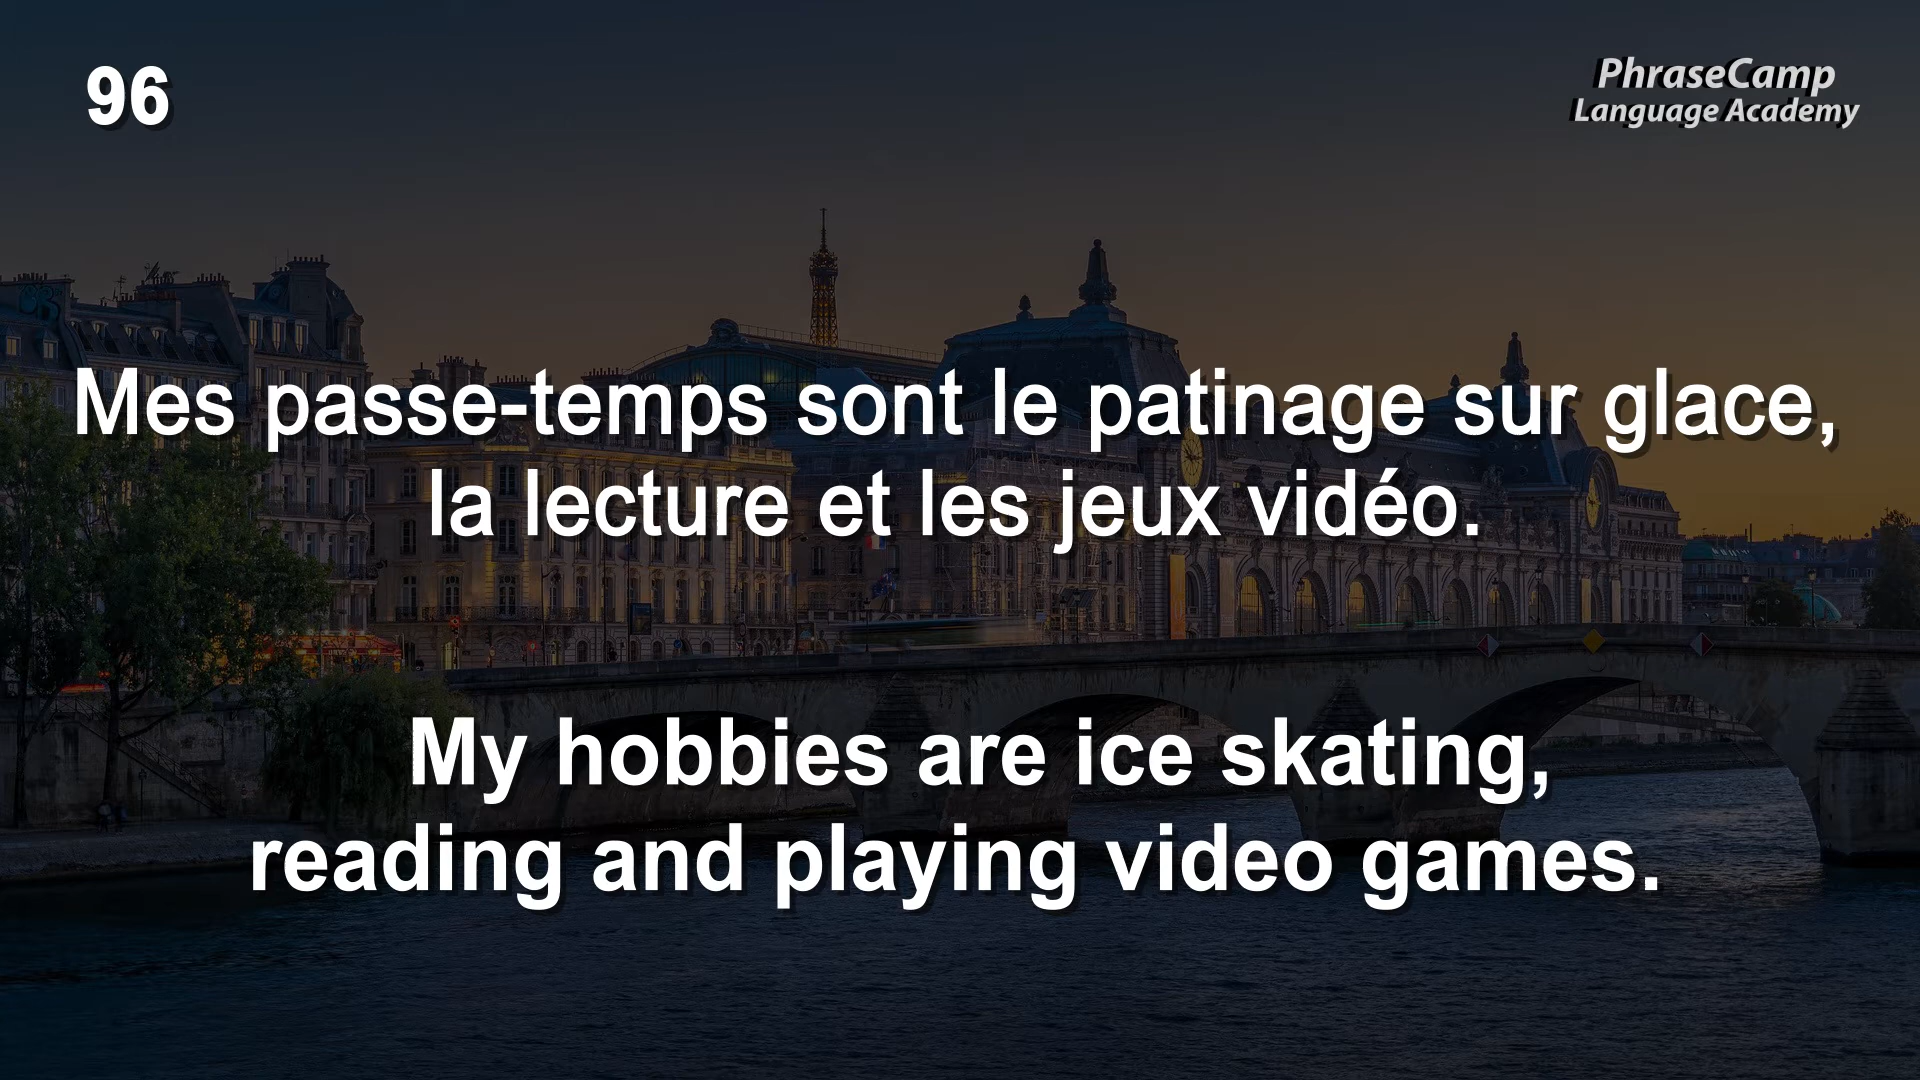 96
PhraseCamp
Language Academy
Mes passe-temps sont le patinage sur glace,
la lecture et les jeux vidéo.
My hobbies are ice skating,
reading and playing video games.